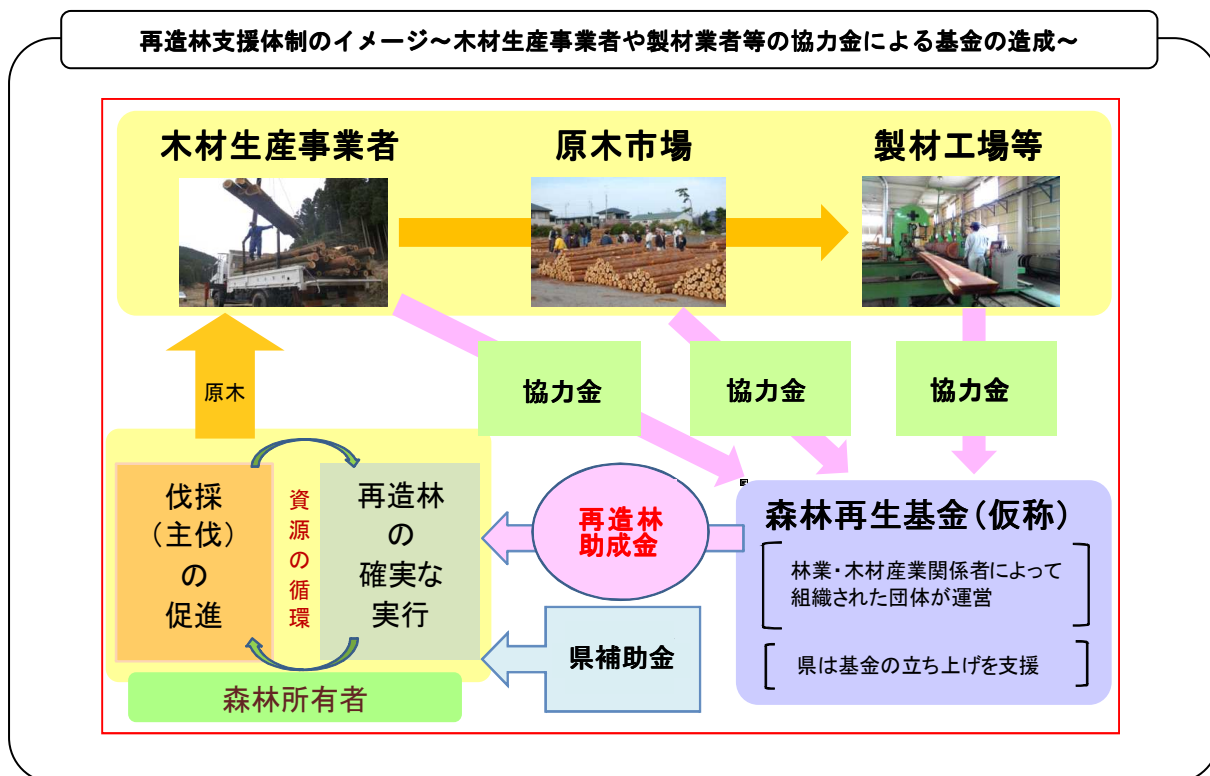 再造林支援体制のイメージ~木材生産事業者や製材業者等の協力金による基金の造成~
木材生産事業者
原木市場
製材工場等
原木
協力金
協力金
協力金
伐採
(主伐)
の
促進
資源の循環
再造林
の
確実な
実行
森林所有者
再造林
助成金
県補助金
森林再生基金(仮称)
林業・木材産業関係者によって
組織された団体が運営
県は基金の立ち上げを支援